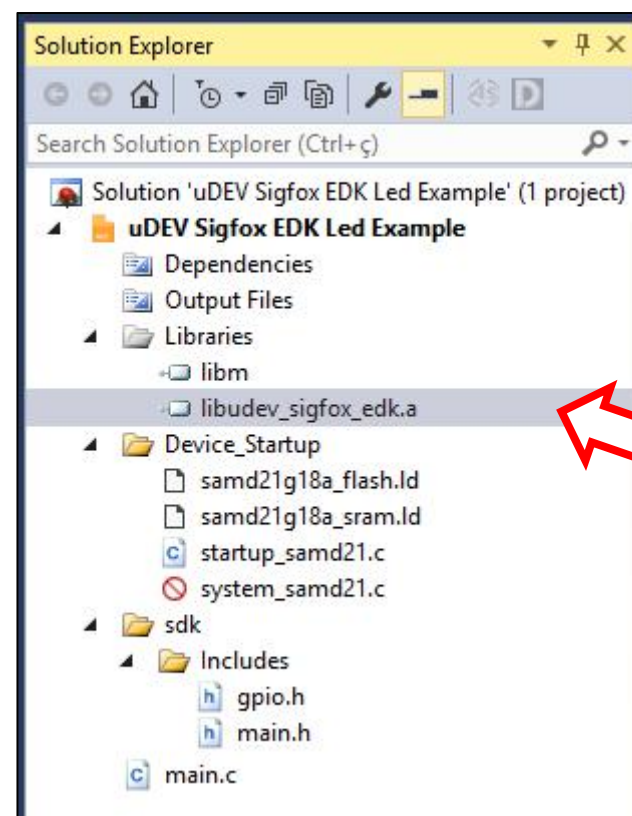 Solution Explorer
Search Solution Explorer (Ctrl+ç)
Solution 'uDEV Sigfox EDK Led Example' (1 project)
uDEV Sigfox EDK Led Example
Dependencies
Output Files
Libraries
libm
libudev_sigfox_edk.a
Device_Startup
samd21g18a_flash.ld
samd21g18a_sram.ld
startup_samd21.c
system_samd21.c
sdk
Includes
gpio.h
main.h
main.c